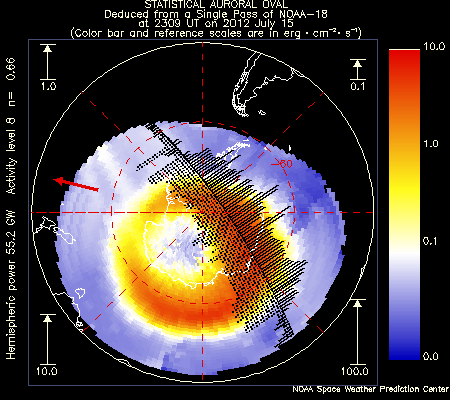 STATISTICAL AURORAL OVAL
Deduced from a Single Pass of NOAA-18
at 2309 UT on 2012 July 15
(Color bar and reference scales are in erg · cm⁻² · s⁻¹)
Hemispheric power 55.2 GW Activity level 8 n= 0.66
1.0
0.1
10.0
1.0
0.1
0.0
-60
10.0
100.0
NOAA Space Weather Prediction Center